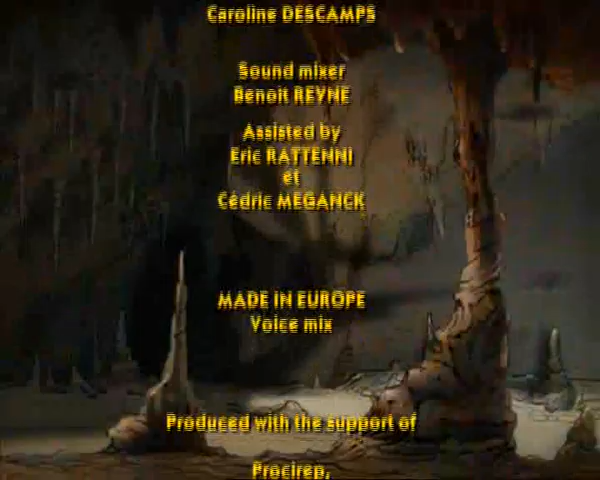 Caroline DESCAMPS
Sound mixer
Benoit REYNE
Assisted by
Eric RATTENNI
et
Cédric MEGANCK
MADE IN EUROPE
Voice mix
Produced with the support of
Procirep,